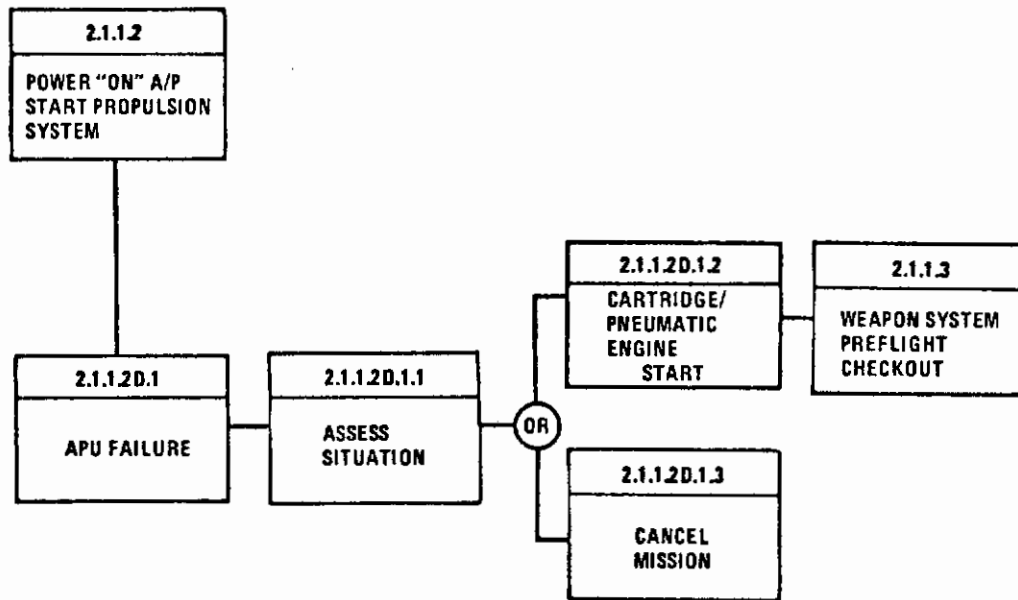 2.1.1.2
POWER "ON" A/P
START PROPULSION
SYSTEM
2.1.1.2D.1
APU FAILURE
2.1.1.2D.1.1
ASSESS
SITUATION
OR
2.1.1.2D.1.2
CARTRIDGE/
PNEUMATIC
ENGINE
START
2.1.1.3
WEAPON SYSTEM
PREFLIGHT
CHECKOUT
2.1.1.2D.1.3
CANCEL
MISSION